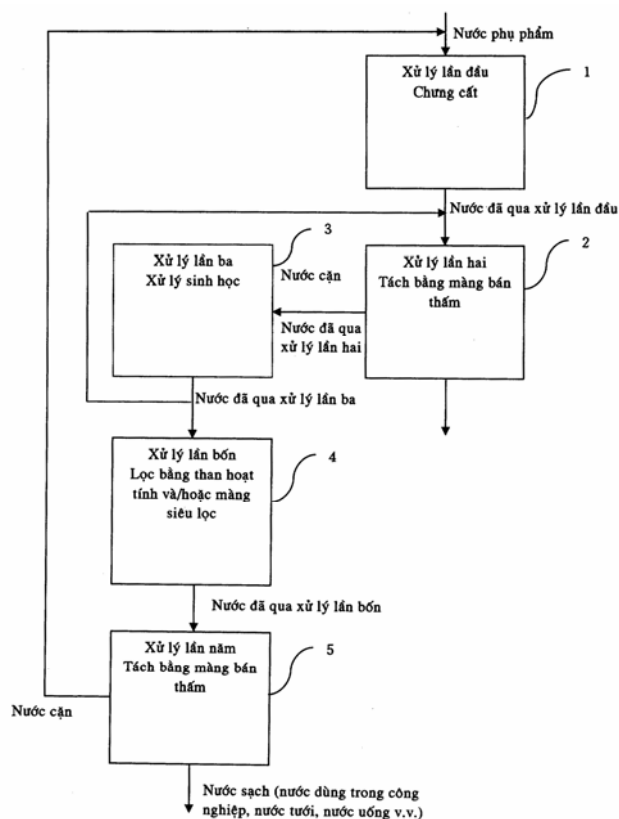 Nước phụ phẩm
Xử lý lần đầu
Chưng cất
1
Nước đã qua xử lý lần đầu
2
Xử lý lần hai
Tách bằng màng bán
thấm
3
Xử lý lần ba
Xử lý sinh học
Nước cặn
Nước đã qua
xử lý lần hai
Nước đã qua xử lý lần ba
4
Xử lý lần bốn
Lọc bằng than hoạt
tính và/hoặc màng
siêu lọc
Nước đã qua xử lý lần bốn
5
Xử lý lần năm
Tách bằng màng bán
thấm
Nước cặn
Nước sạch (nước dùng trong công
nghiệp, nước tưới, nước uống v.v.)